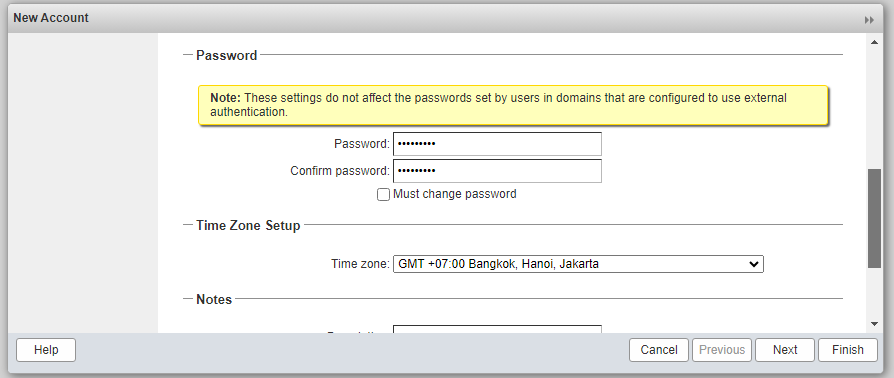 New Account
Password
Note: These settings do not affect the passwords set by users in domains that are configured to use external
authentication.
Password: •••••••••
Confirm password: •••••••••
Must change password
Time Zone Setup
Time zone: GMT +07:00 Bangkok, Hanoi, Jakarta
Notes
Help
Cancel
Previous
Next
Finish